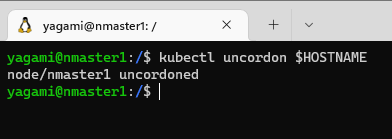 yagami@nmaster1: /
yagami@nmaster1:/$ kubectl uncordon $HOSTNAME
node/nmaster1 uncordoned
yagami@nmaster1:/$